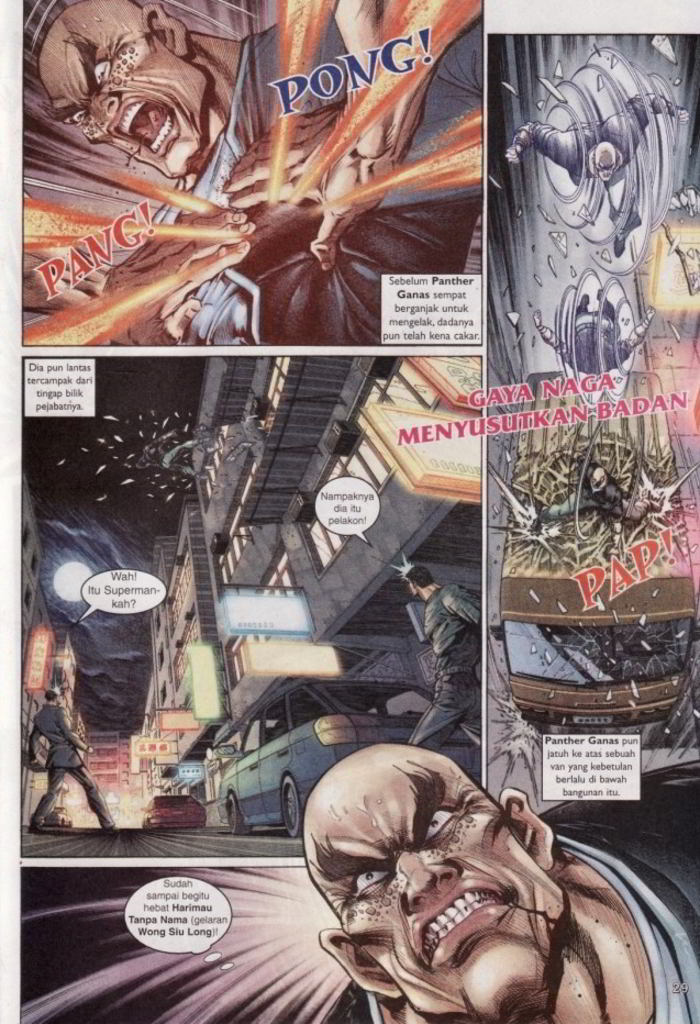 PONG!
PANG!
Sebelum Panther
Ganas sempat
berganjak untuk
mengelak, dadanya
pun telah kena cakar.
Dia pun lantas
tercampak dari
tingap bilik
pejabatnya.
Nampaknya
dia itu
pelakon!
Wah!
Itu Superman-
kah?
GAYA NAGA
MENYUSUTKAN BADAN
PAP!
Panther Ganas pun
jatuh ke atas sebuah
van yang kebetulan
berlalu di bawah
bangunan itu.
Sudah
sampai begitu
hebat Harimau
Tanpa Nama (gelaran
Wong Siu Long)!
29